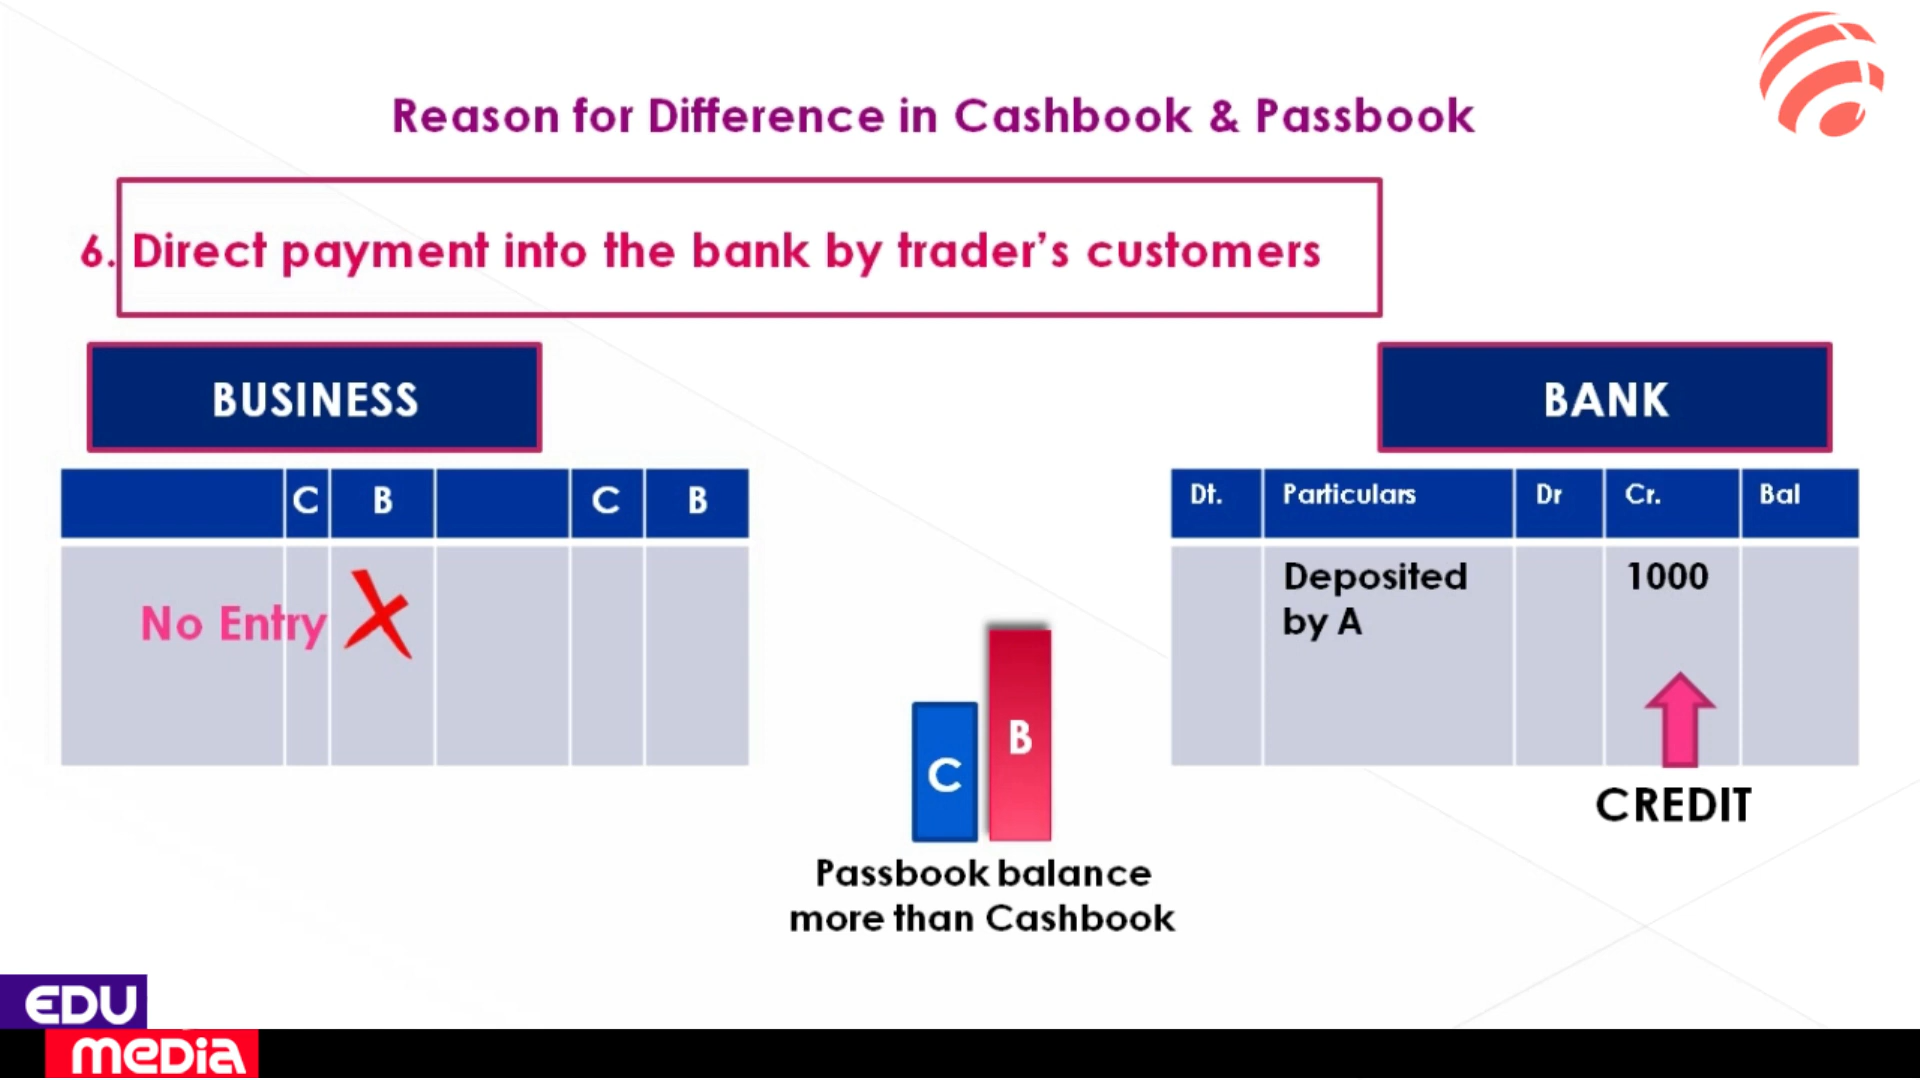 Reason for Difference in Cashbook & Passbook
6. Direct payment into the bank by trader's customers
BUSINESS
BANK
C B C B
Dt. Particulars Dr Cr. Bal
No Entry
Deposited 1000
by A
C B
CREDIT
Passbook balance
more than Cashbook
EDU
meDia